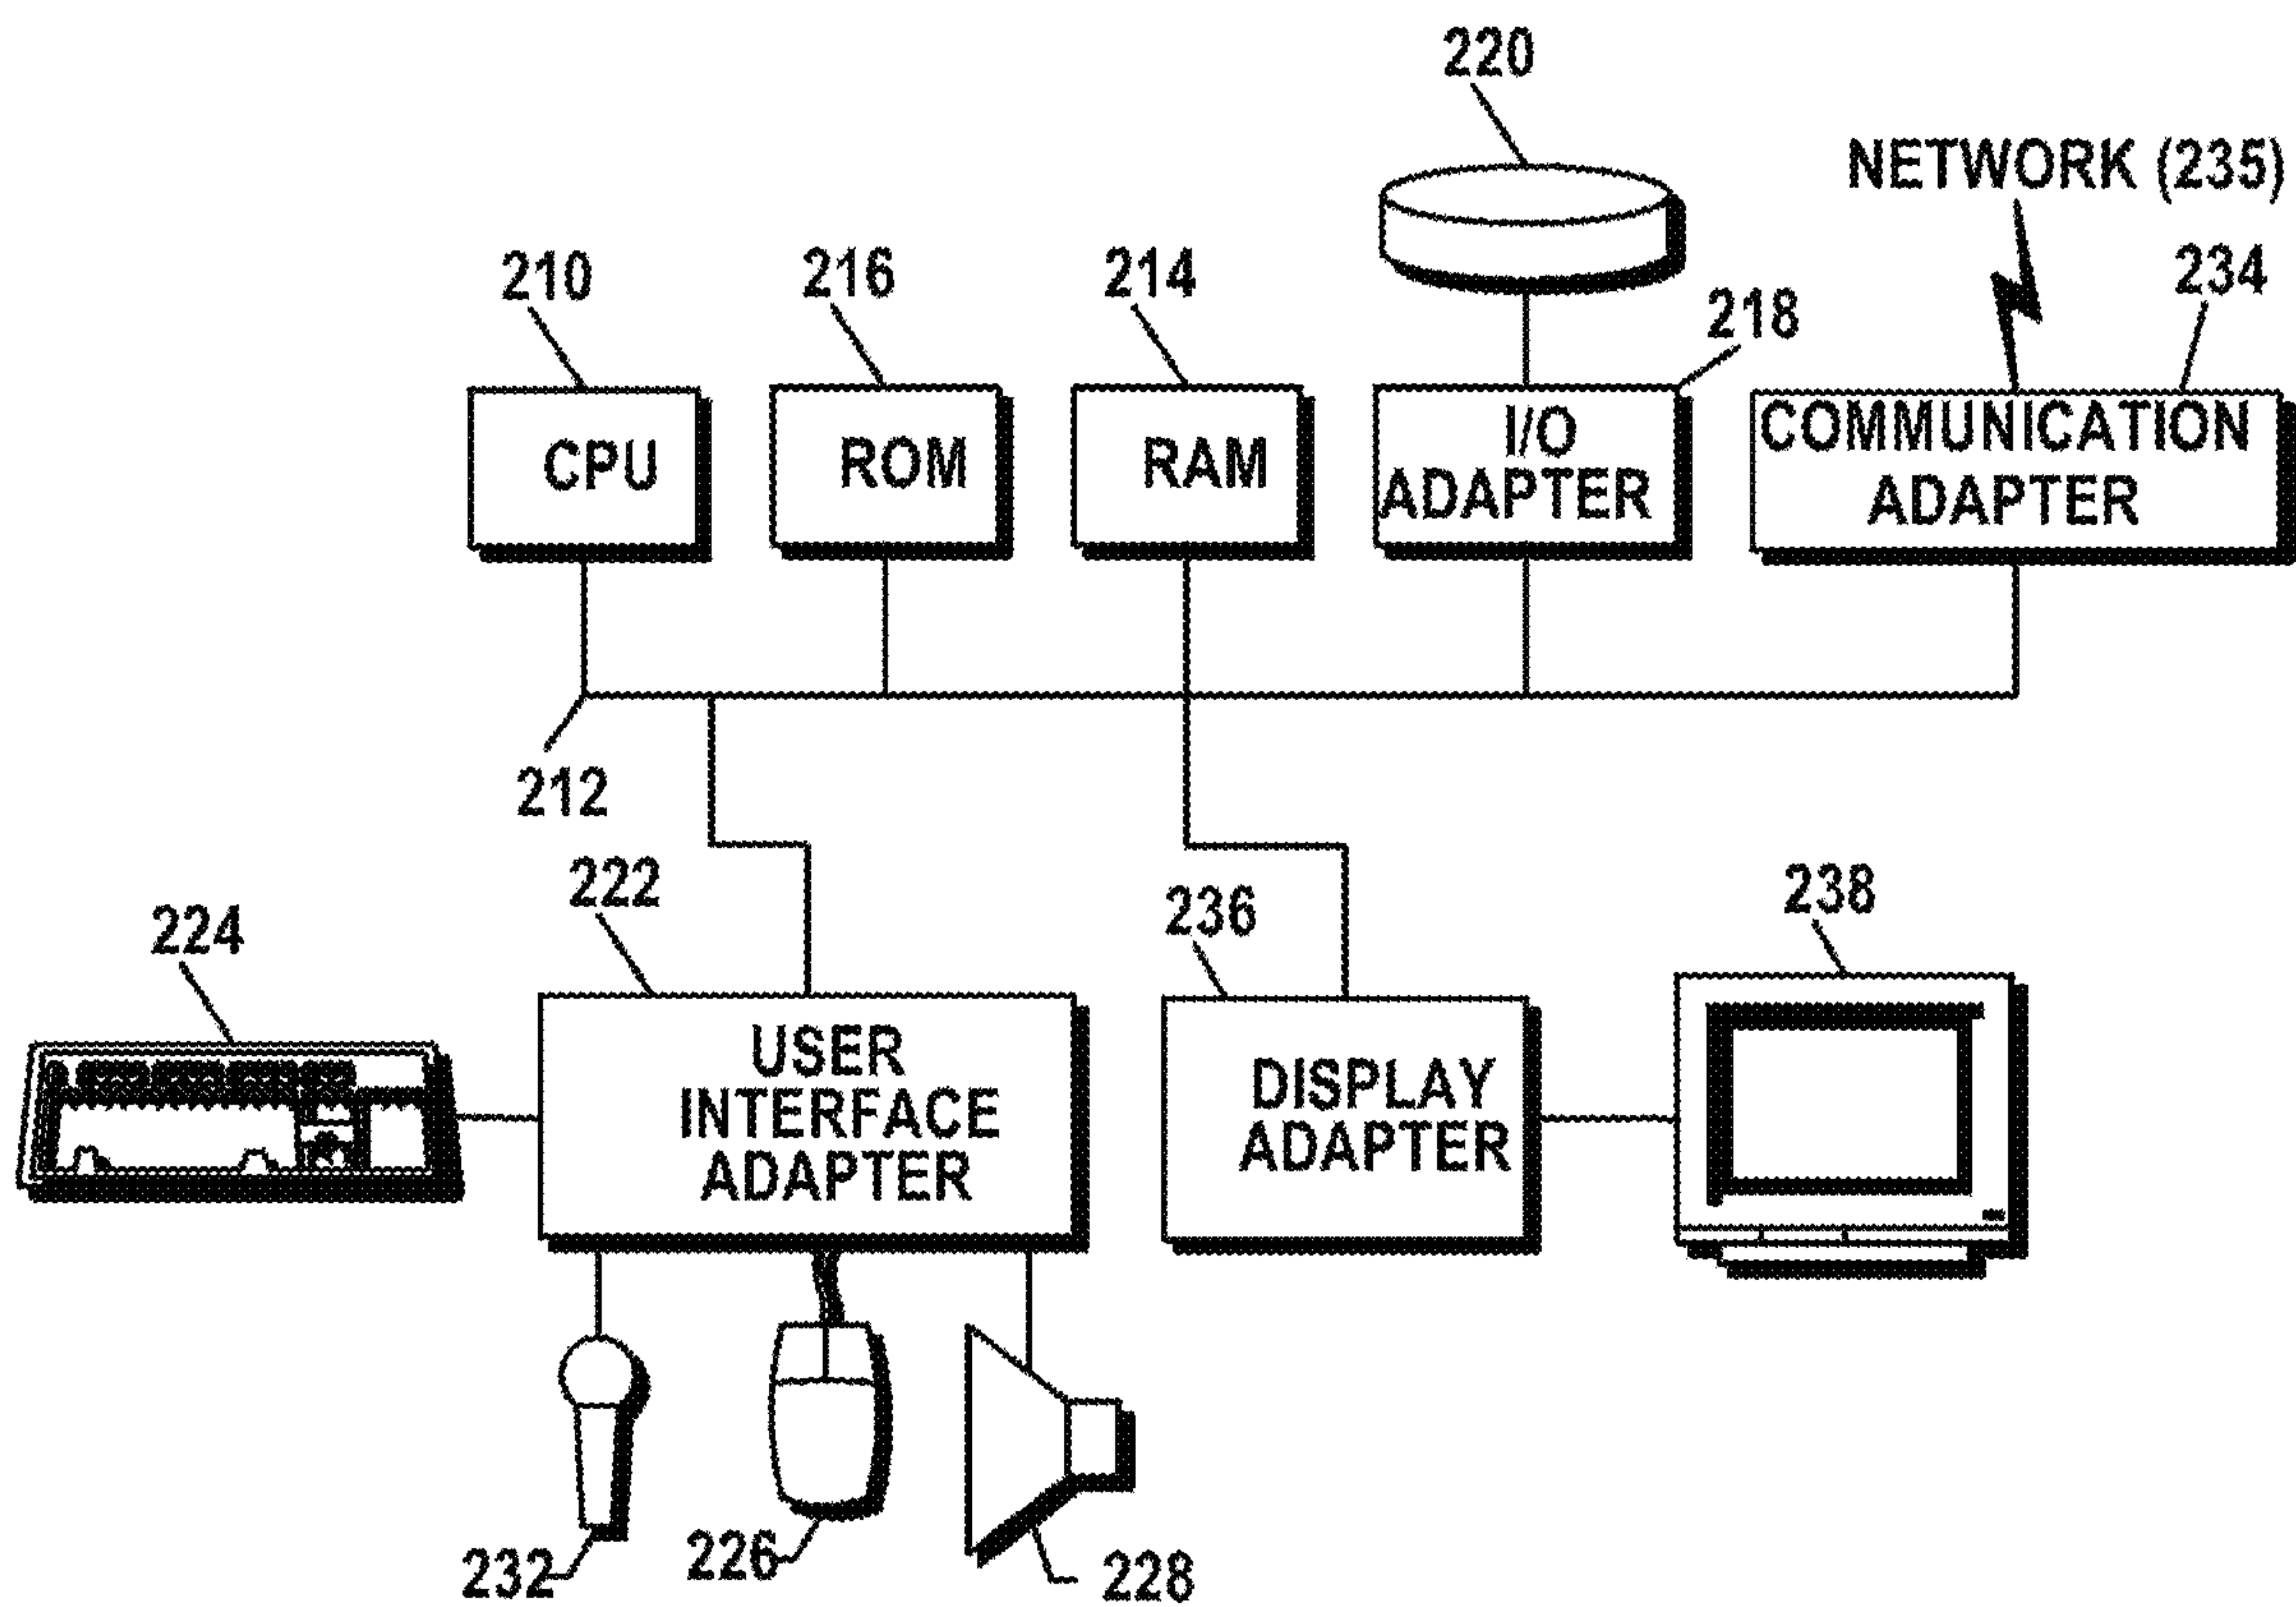 220
NETWORK (235)
210
216
214
218
234
CPU
ROM
RAM
I/O
ADAPTER
COMMUNICATION
ADAPTER
212
222
236
238
224
USER
INTERFACE
ADAPTER
DISPLAY
ADAPTER
232
226
228